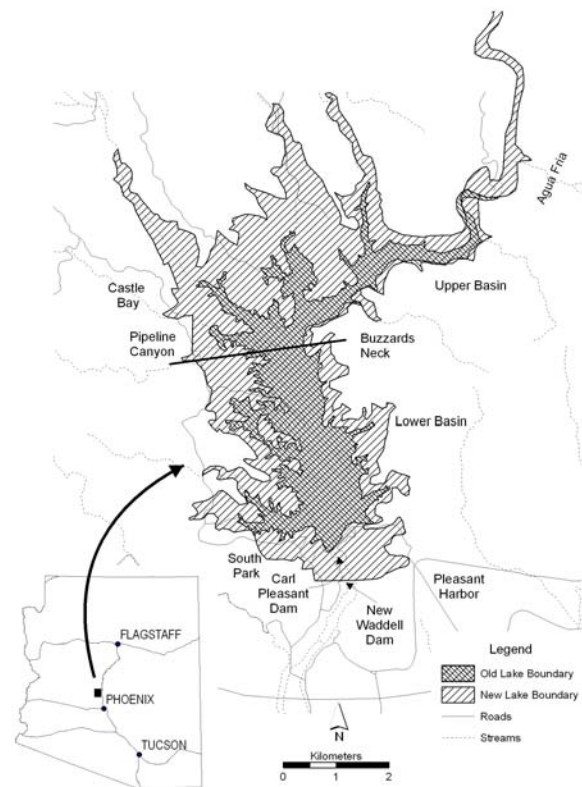 Agua Fria
Castle
Bay
Upper Basin
Pipeline
Canyon
Buzzards
Neck
Lower Basin
South
Park
Carl
Pleasant
Dam
Pleasant
Harbor
New
Waddell
Dam
FLAGSTAFF
PHOENIX
TUCSON
Legend
Old Lake Boundary
New Lake Boundary
Roads
Streams
N
Kilometers
0 1 2